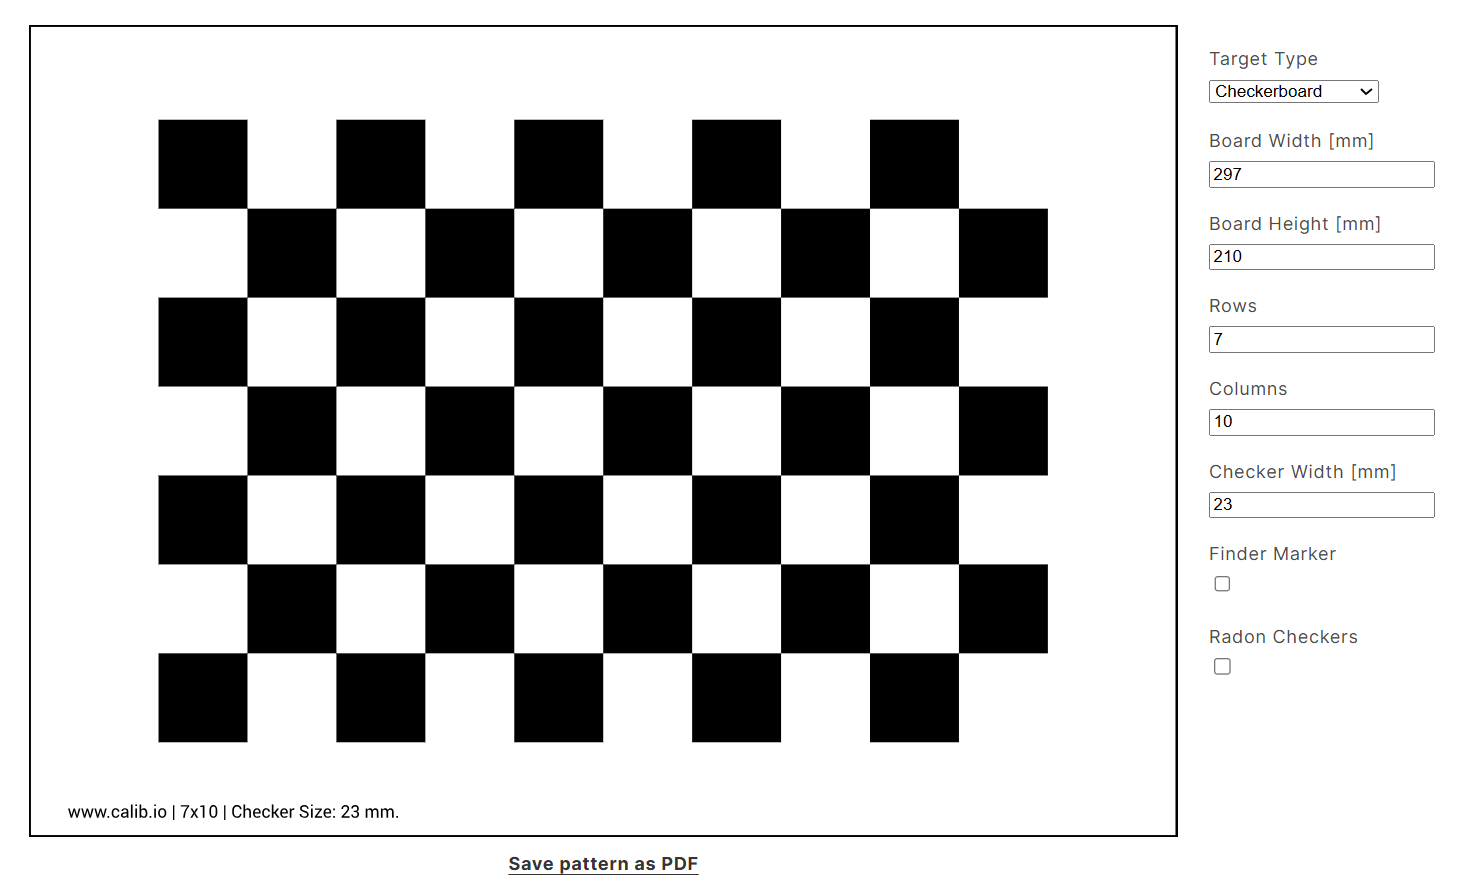 Target Type
Checkerboard
Board Width [mm]
297
Board Height [mm]
210
Rows
7
Columns
10
Checker Width [mm]
23
Finder Marker
Radon Checkers
www.calib.io | 7x10 | Checker Size: 23 mm.
Save pattern as PDF